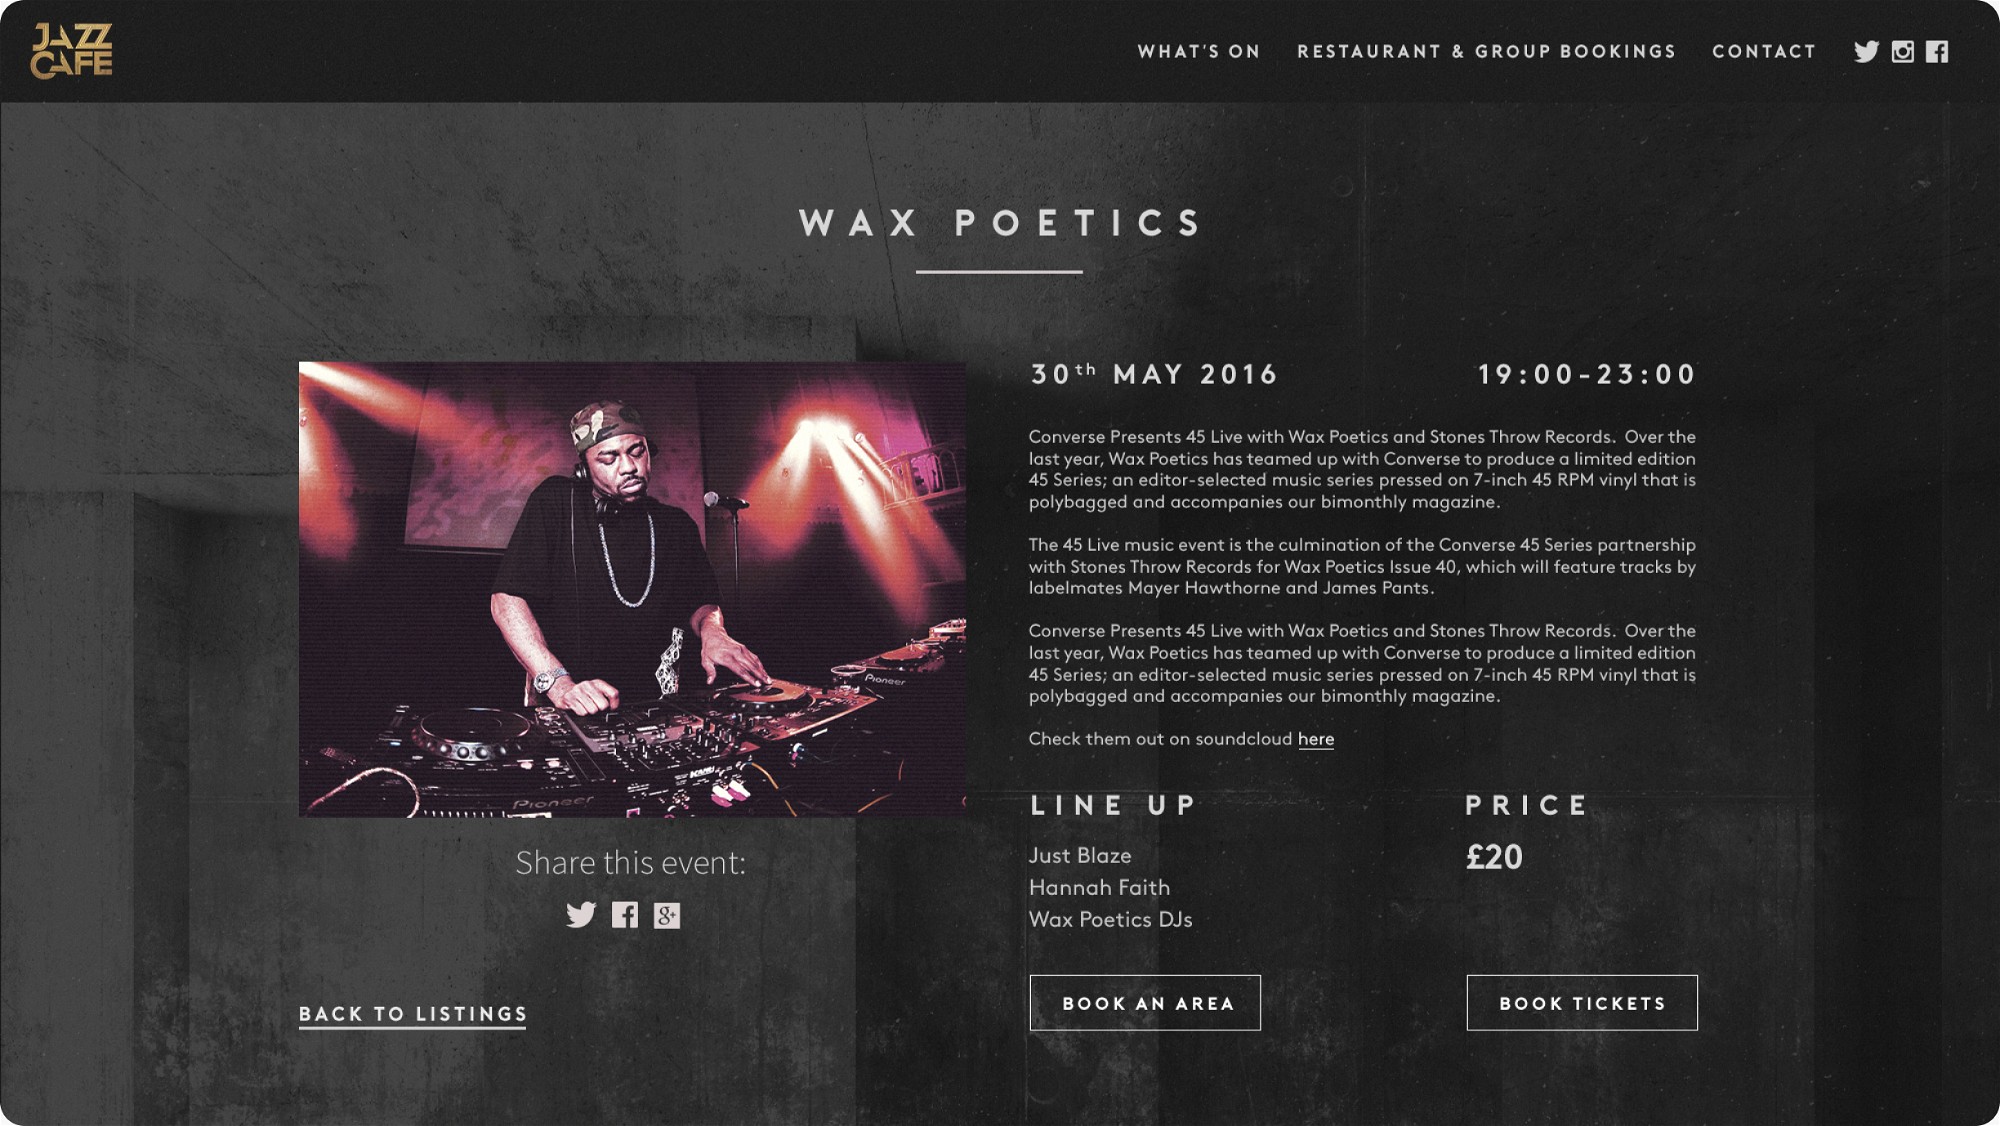 JAZZ
CAFE
WHAT'S ON
RESTAURANT & GROUP BOOKINGS
CONTACT
WAX POETICS
30th MAY 2016
19:00-23:00
Converse Presents 45 Live with Wax Poetics and Stones Throw Records. Over the
last year, Wax Poetics has teamed up with Converse to produce a limited edition
45 Series; an editor-selected music series pressed on 7-inch 45 RPM vinyl that is
polybagged and accompanies our bimonthly magazine.
The 45 Live music event is the culmination of the Converse 45 Series partnership
with Stones Throw Records for Wax Poetics Issue 40, which will feature tracks by
labelmates Mayer Hawthorne and James Pants.
Converse Presents 45 Live with Wax Poetics and Stones Throw Records. Over the
last year, Wax Poetics has teamed up with Converse to produce a limited edition
45 Series; an editor-selected music series pressed on 7-inch 45 RPM vinyl that is
polybagged and accompanies our bimonthly magazine.
Check them out on soundcloud here
Pioneer
RANE
Pioneer
Share this event:
g+
BACK TO LISTINGS
LINE UP
Just Blaze
Hannah Faith
Wax Poetics DJs
BOOK AN AREA
PRICE
£20
BOOK TICKETS